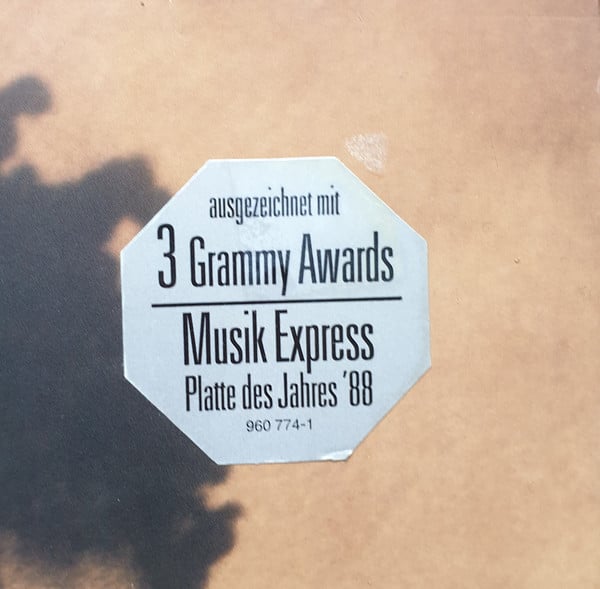 ausgezeichnet mit
3 Grammy Awards
Musik Express
Platte des Jahres '88
960 774-1